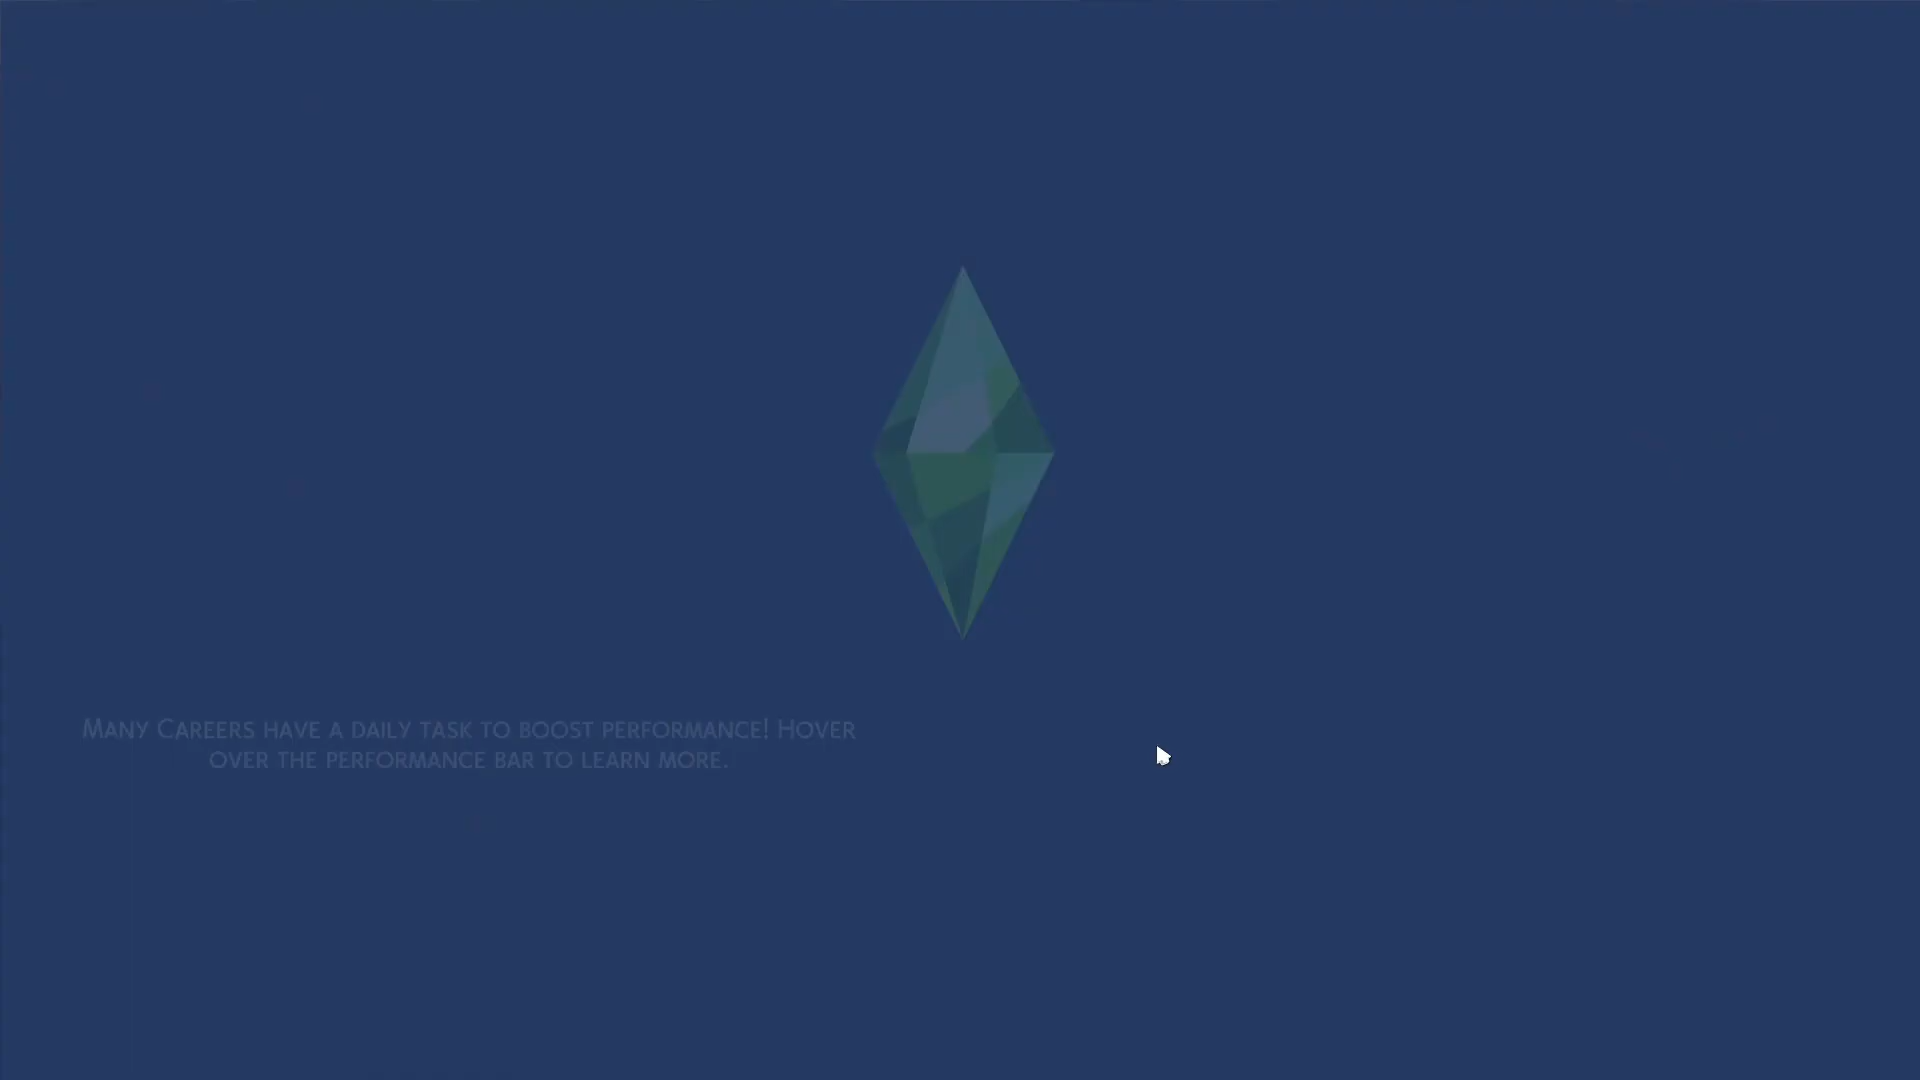 Many Careers have a daily task to boost performance! Hover
over the performance bar to learn more.